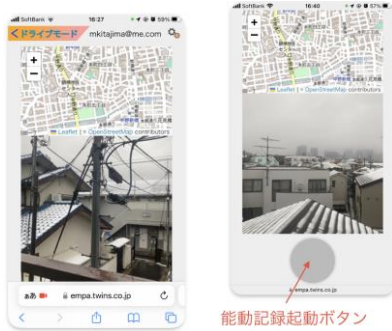 SoftBank 16:27 59%
<ドライブモード mkitajima@me.com
+
−
Leaflet | © OpenStreetMap contributors
ああ empa.twins.co.jp
SoftBank 16:40 57%
+
−
Leaflet | © OpenStreetMap contributors
empa.twins.co.jp
能動記録起動ボタン